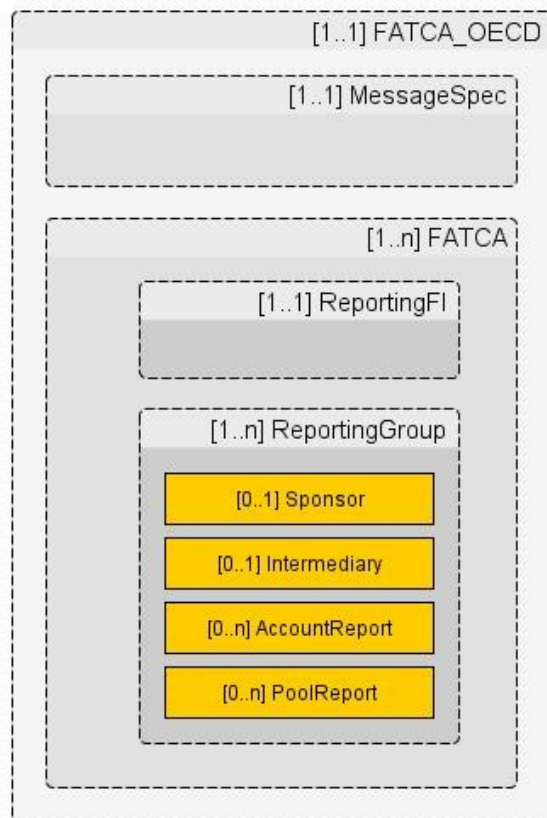 [1..1] FATCA_OECD
[1..1] MessageSpec
[1..n] FATCA
[1..1] ReportingFI
[1..n] ReportingGroup
[0..1] Sponsor
[0..1] Intermediary
[0..n] AccountReport
[0..n] PoolReport